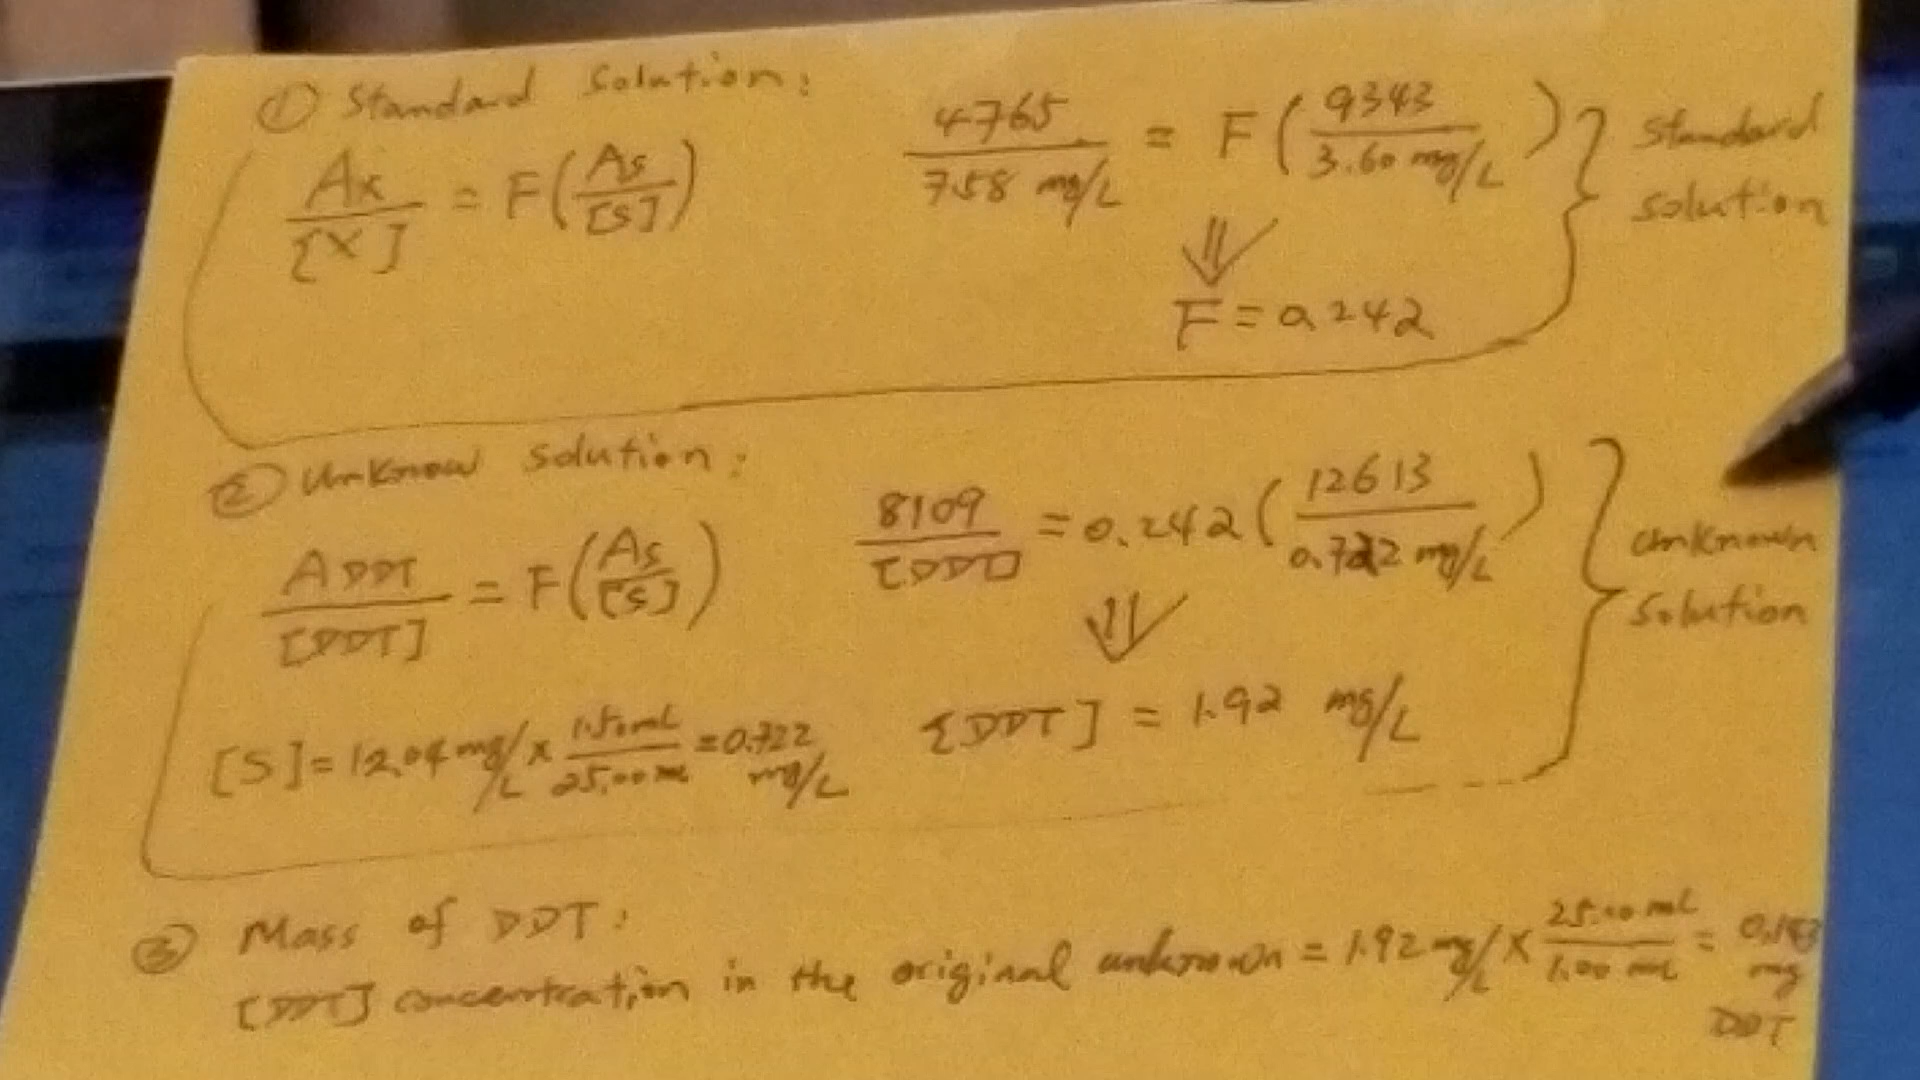 ① Standard Solution:
Ax/[X] = F(As/[S])
4765/7.58 mg/L = F(9343/3.60 mg/L)
standard solution
⇓
F = 0.242
② Unknow solution:
ADDT/[DDT] = F(As/[S])
8109/[DDT] = 0.242(12613/0.722 mg/L)
unknown solution
⇓
[S] = 12.04 mg/L × 1.50 mL/25.00 mL = 0.722 mg/L
[DDT] = 1.92 mg/L
③ Mass of DDT:
[DDT] concentration in the original unknown = 1.92 mg/L × 25.00 mL/1.00 mL =
mg
DDT